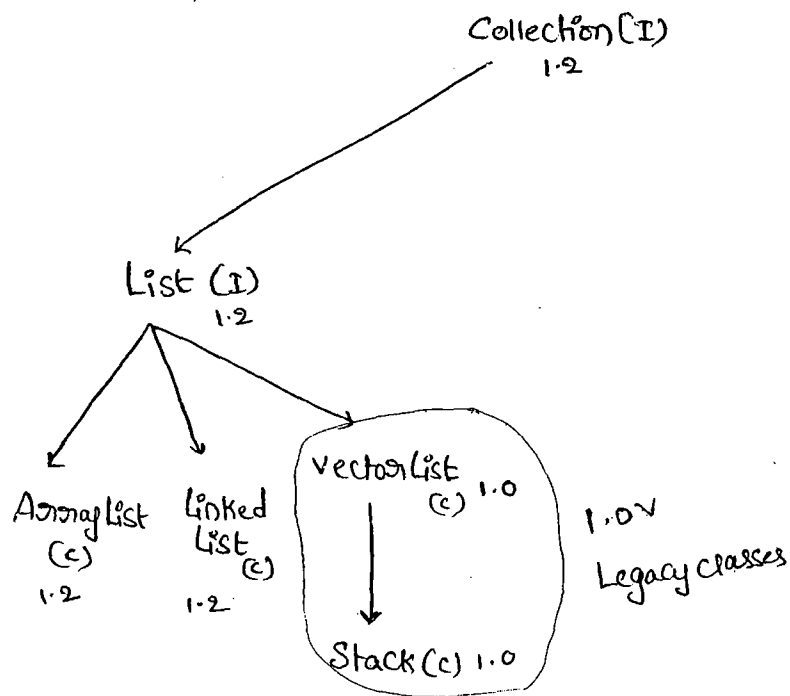 Collection (I)
1.2
List (I)
1.2
ArrayList
(C)
1.2
Linked
List
(C)
1.2
VectorList
(C) 1.0
Stack (C) 1.0
1.0V
Legacy classes